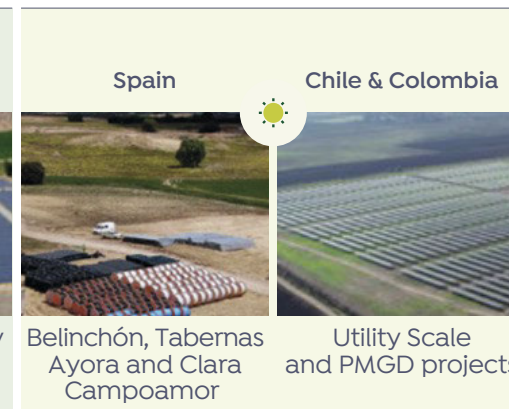 Spain
Chile & Colombia
Belinchón, Tabernas
Ayora and Clara
Campoamor
Utility Scale
and PMGD projects